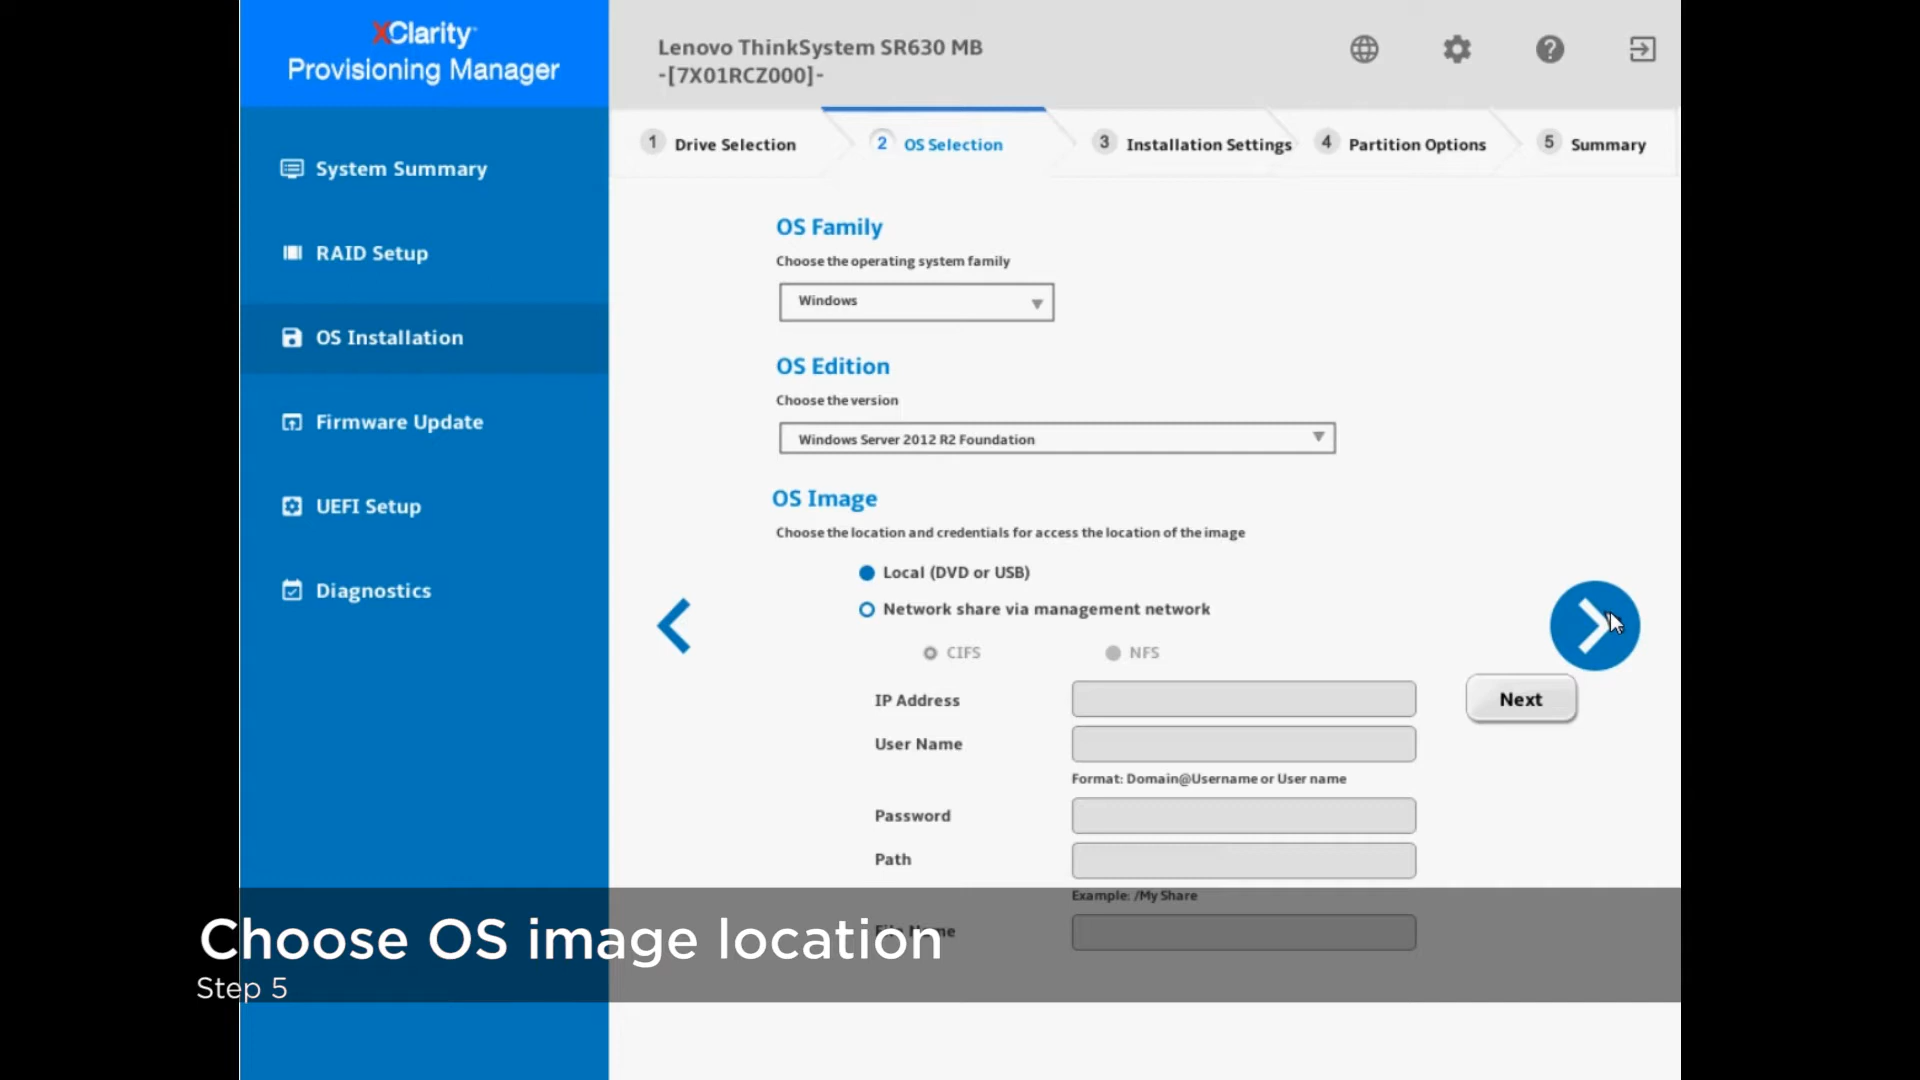 XClarity
Provisioning Manager
Lenovo ThinkSystem SR630 MB
-[7X01RCZ000]-
1 Drive Selection
2 OS Selection
3 Installation Settings
4 Partition Options
5 Summary
System Summary
RAID Setup
OS Installation
Firmware Update
UEFI Setup
Diagnostics
OS Family
Choose the operating system family
Windows
OS Edition
Choose the version
Windows Server 2012 R2 Foundation
OS Image
Choose the location and credentials for access the location of the image
Local (DVD or USB)
Network share via management network
CIFS
NFS
IP Address
Next
User Name
Format: Domain@Username or User name
Password
Path
Example: /My Share
Choose OS image location
Step 5